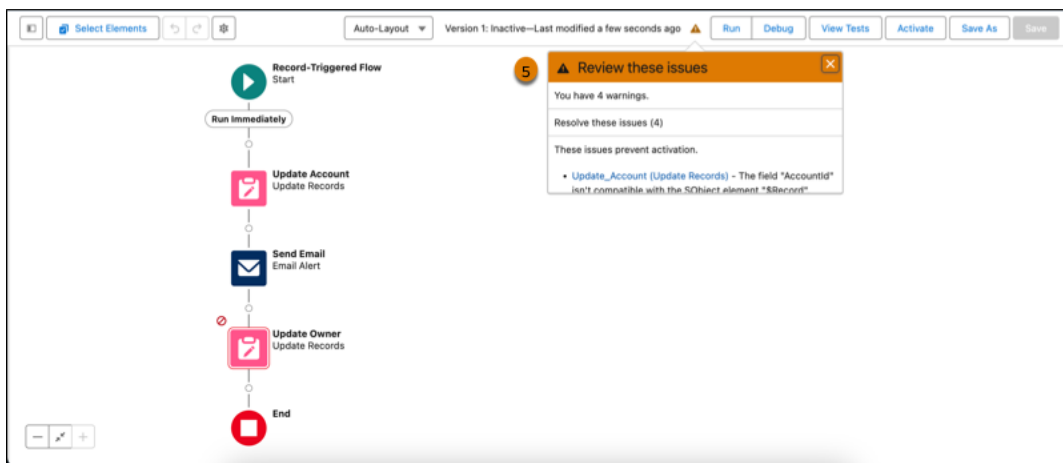 Select Elements
Auto-Layout
Version 1: Inactive—Last modified a few seconds ago
Run
Debug
View Tests
Activate
Save As
Save
Record-Triggered Flow
Start
Run Immediately
5
Review these issues
You have 4 warnings.
Resolve these issues (4)
These issues prevent activation.
• Update_Account (Update Records) - The field "AccountId"
isn't compatible with the SObject element "$Record"
Update Account
Update Records
Send Email
Email Alert
Update Owner
Update Records
End